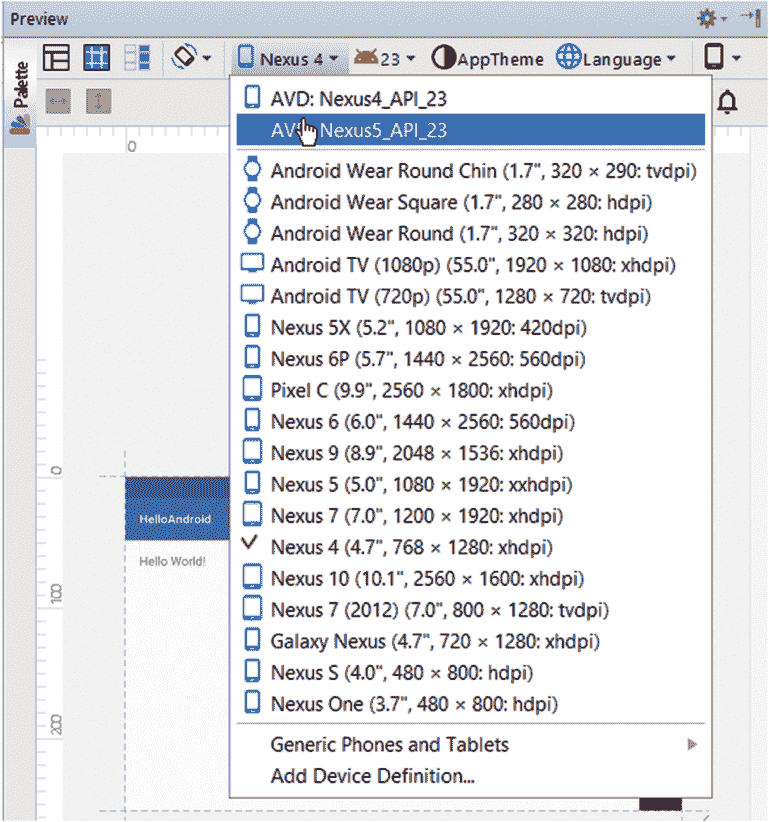 Preview
Nexus 4 23 AppTheme Language
Palette
0
AVD: Nexus4_API_23
Nexus5_API_23
Android Wear Round Chin (1.7", 320 × 290: tvdpi)
Android Wear Square (1.7", 280 × 280: hdpi)
Android Wear Round (1.7", 320 × 320: hdpi)
Android TV (1080p) (55.0", 1920 × 1080: xhdpi)
Android TV (720p) (55.0", 1280 × 720: tvdpi)
Nexus 5X (5.2", 1080 × 1920: 420dpi)
Nexus 6P (5.7", 1440 × 2560: 560dpi)
Pixel C (9.9", 2560 × 1800: xhdpi)
Nexus 6 (6.0", 1440 × 2560: 560dpi)
Nexus 9 (8.9", 2048 × 1536: xhdpi)
Nexus 5 (5.0", 1080 × 1920: xxhdpi)
Nexus 7 (7.0", 1200 × 1920: xhdpi)
Nexus 4 (4.7", 768 × 1280: xhdpi)
Nexus 10 (10.1", 2560 × 1600: xhdpi)
Nexus 7 (2012) (7.0", 800 × 1280: tvdpi)
Galaxy Nexus (4.7", 720 × 1280: xhdpi)
Nexus S (4.0", 480 × 800: hdpi)
Nexus One (3.7", 480 × 800: hdpi)
Generic Phones and Tablets
Add Device Definition...
0
HelloAndroid
Hello World!
100
200